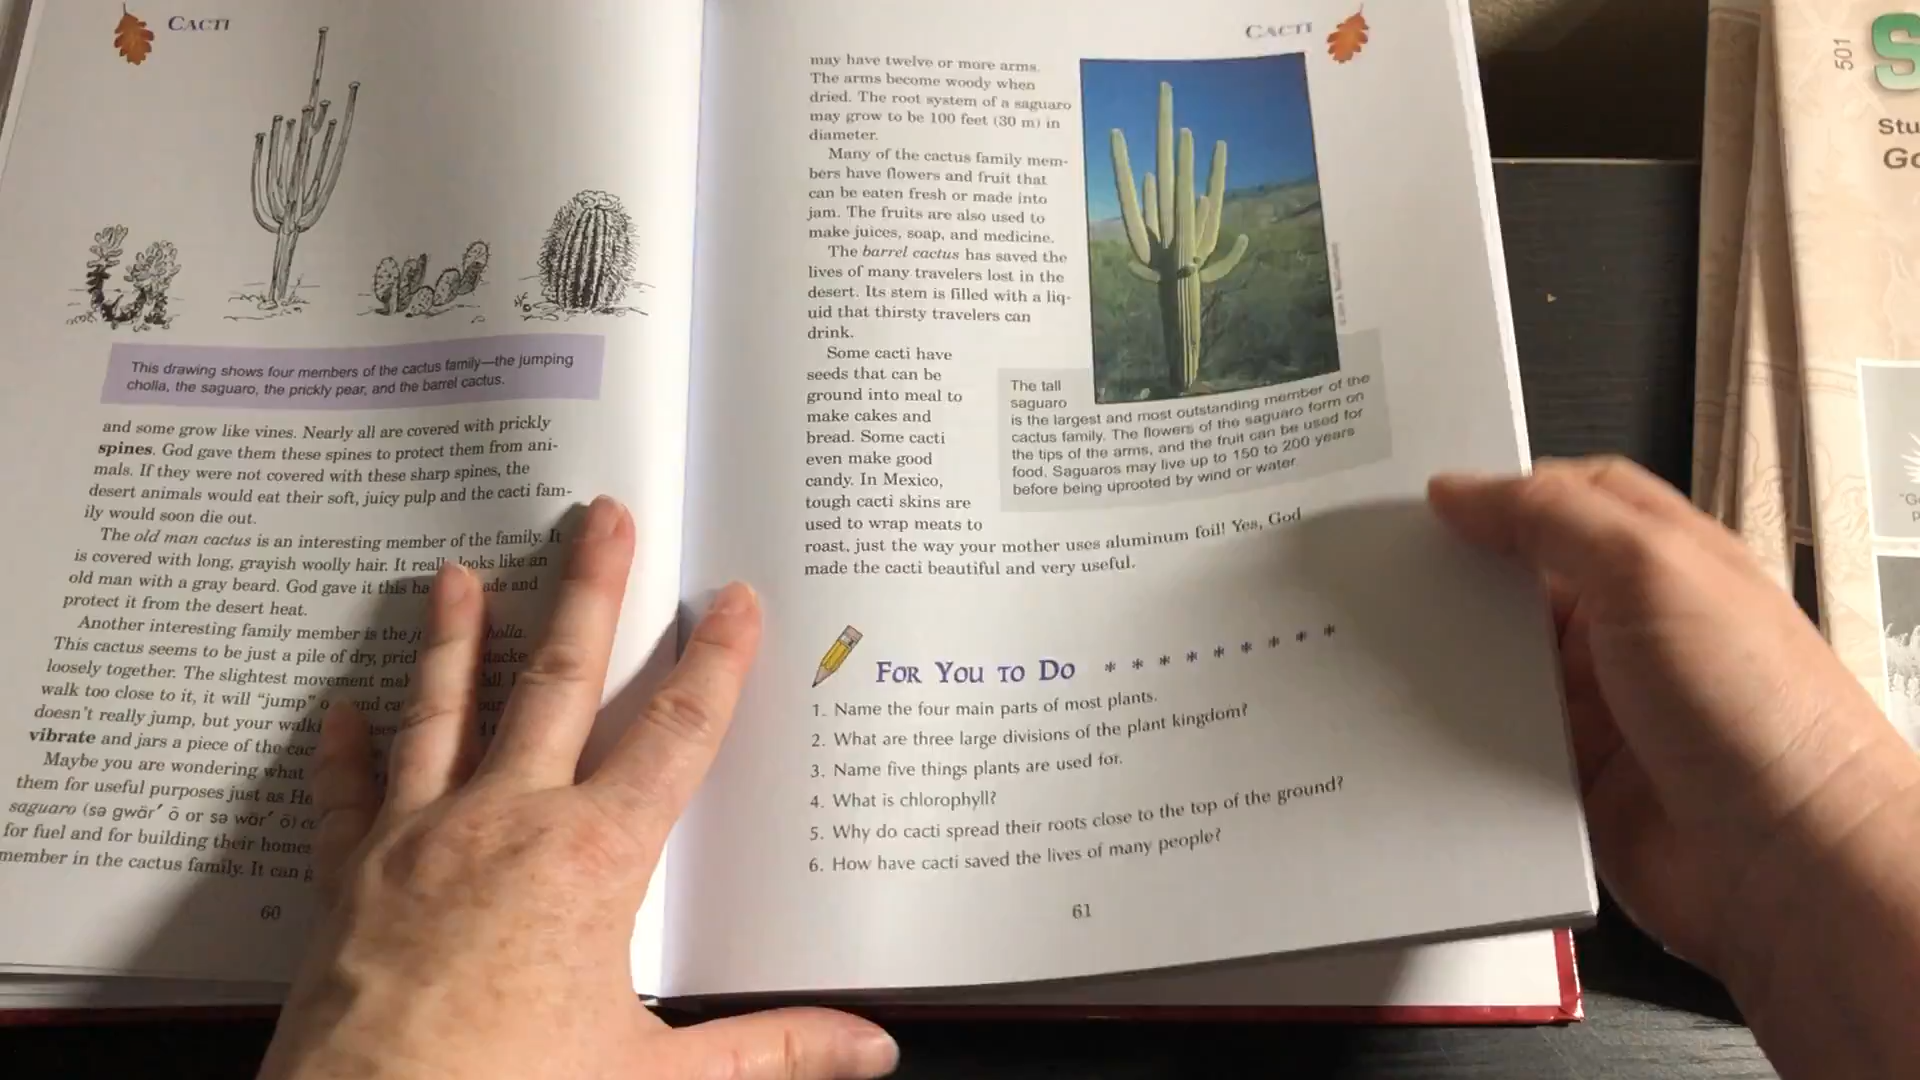 CACTI
This drawing shows four members of the cactus family—the jumping
cholla, the saguaro, the prickly pear, and the barrel cactus.
and some grow like vines. Nearly all are covered with prickly
spines. God gave them these spines to protect them from ani-
mals. If they were not covered with these sharp spines, the
desert animals would eat their soft, juicy pulp and the cacti fam-
ily would soon die out.
The old man cactus is an interesting member of the family. It
is covered with long, grayish woolly hair. It really looks like an
old man with a gray beard. God gave it this and
protect it from the desert heat.
Another interesting family member is the
This cactus seems to be just a pile of dry,
loosely together. The slightest movement
walk too close to it, it will "jump" and
doesn't really jump, but your
vibrate and jars a piece of the
Maybe you are wondering what
them for useful purposes just as He
saguaro (sə gwär′ ō or sə wär′ ō)
for fuel and for building their homes
member in the cactus family. It can
60
CACTI
may have twelve or more arms.
The arms become woody when
dried. The root system of a saguaro
may grow to be 100 feet (30 m) in
diameter.
Many of the cactus family mem-
bers have flowers and fruit that
can be eaten fresh or made into
jam. The fruits are also used to
make juices, soap, and medicine.
The barrel cactus has saved the
lives of many travelers lost in the
desert. Its stem is filled with a liq-
uid that thirsty travelers can
drink.
Some cacti have
seeds that can be
ground into meal to
make cakes and
bread. Some cacti
even make good
candy. In Mexico,
tough cacti skins are
used to wrap meats to
roast, just the way your mother uses aluminum foil! Yes, God
made the cacti beautiful and very useful.
The tall
saguaro
is the largest and most outstanding member of the
cactus family. The flowers of the saguaro form on
the tips of the arms, and the fruit can be used for
food. Saguaros may live up to 150 to 200 years
before being uprooted by wind or water.
FOR YOU TO DO * * * * * * * * *
1. Name the four main parts of most plants.
2. What are three large divisions of the plant kingdom?
3. Name five things plants are used for.
4. What is chlorophyll?
5. Why do cacti spread their roots close to the top of the ground?
6. How have cacti saved the lives of many people?
61
501
S
Stu
Go